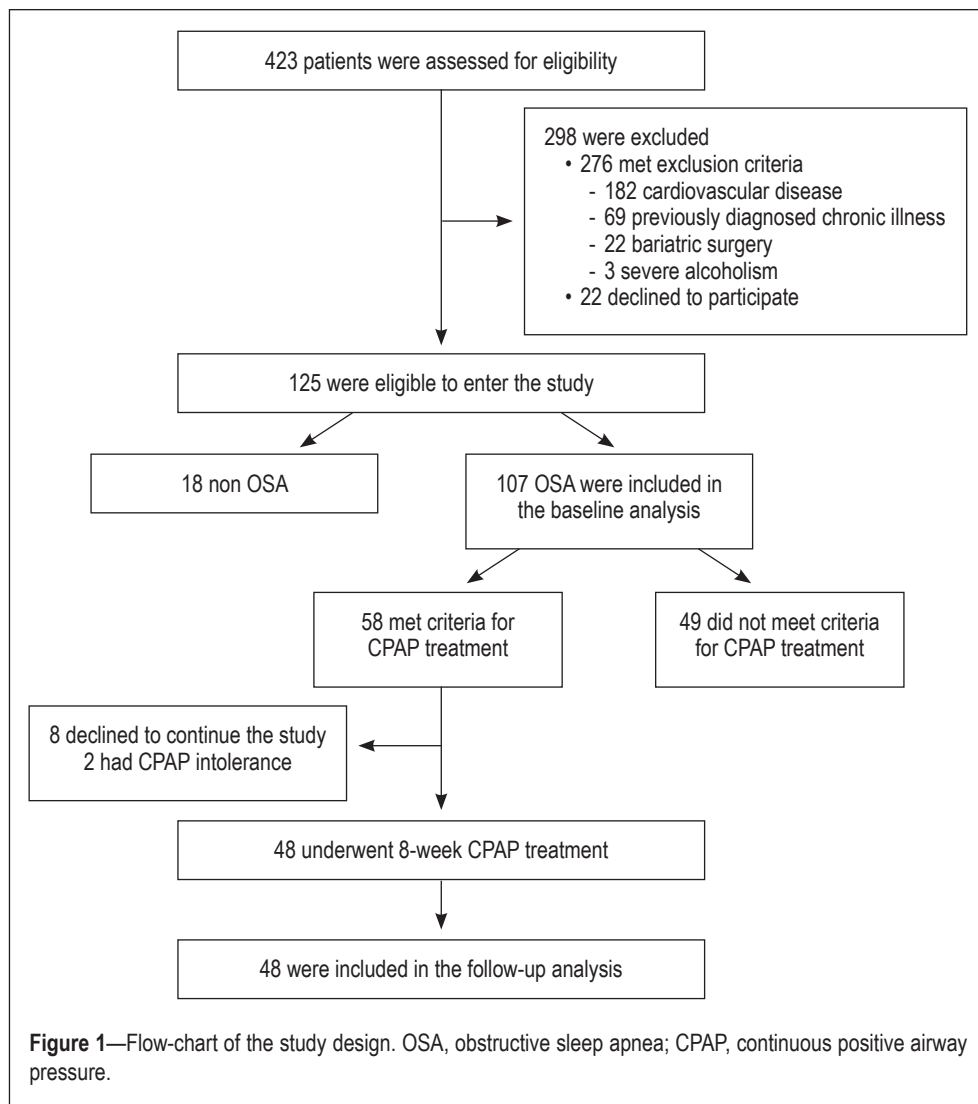 423 patients were assessed for eligibility
298 were excluded
• 276 met exclusion criteria
- 182 cardiovascular disease
- 69 previously diagnosed chronic illness
- 22 bariatric surgery
- 3 severe alcoholism
• 22 declined to participate
125 were eligible to enter the study
18 non OSA
107 OSA were included in
the baseline analysis
58 met criteria for
CPAP treatment
49 did not meet criteria
for CPAP treatment
8 declined to continue the study
2 had CPAP intolerance
48 underwent 8-week CPAP treatment
48 were included in the follow-up analysis
Figure 1—Flow-chart of the study design. OSA, obstructive sleep apnea; CPAP, continuous positive airway
pressure.